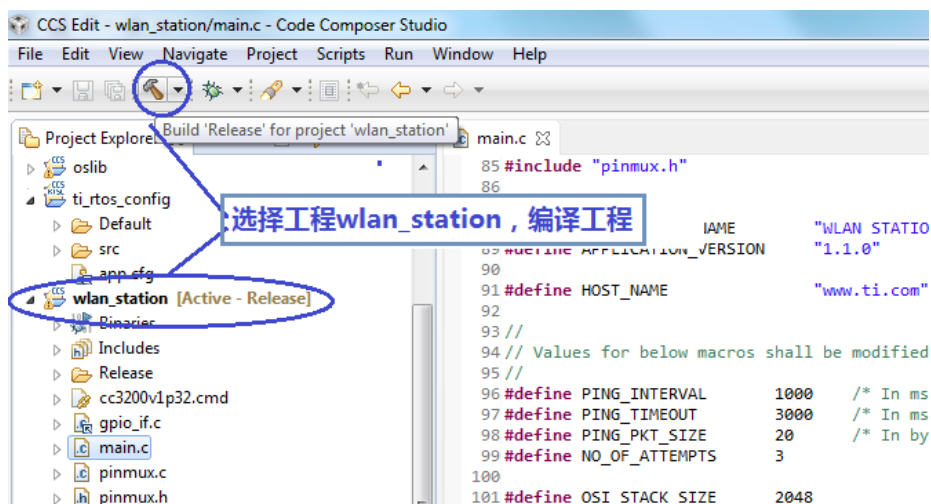 CCS Edit - wlan_station/main.c - Code Composer Studio
File Edit View Navigate Project Scripts Run Window Help
Build 'Release' for project 'wlan_station'
Project Explore
main.c
oslib
ti_rtos_config
Default
src
app.cfg
wlan_station [Active - Release]
Binaries
Includes
Release
cc3200v1p32.cmd
gpio_if.c
main.c
pinmux.c
pinmux.h
选择工程wlan_station，编译工程
85 #include "pinmux.h"
86
"WLAN STATIO
89 #define APPLICATION_VERSION "1.1.0"
90
91 #define HOST_NAME "www.ti.com"
92
93 //
94 // Values for below macros shall be modified
95 //
96 #define PING_INTERVAL 1000 /* In ms
97 #define PING_TIMEOUT 3000 /* In ms
98 #define PING_PKT_SIZE 20 /* In by
99 #define NO_OF_ATTEMPTS 3
100
101 #define OSI_STACK_SIZE 2048